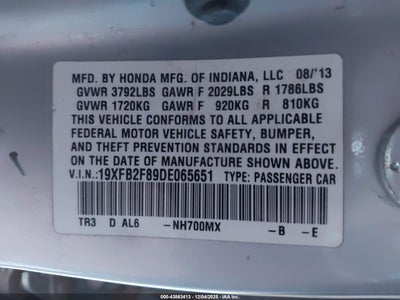 MFD. BY HONDA MFG. OF INDIANA, LLC 08/'13
GVWR 3792LBS GAWR F 2029LBS R 1786LBS
GVWR 1720KG GAWR F 920KG R 810KG
THIS VEHICLE CONFORMS TO ALL APPLICABLE
FEDERAL MOTOR VEHICLE SAFETY, BUMPER,
AND THEFT PREVENTION STANDARDS IN EFFECT
ON THE DATE OF MANUFACTURE SHOWN ABOVE.
V.I.N.: 19XFB2F89DE065651 TYPE: PASSENGER CAR
TR3 D AL6 -NH700MX -B -E
000-43863413 - 12/04/2025 - IAA Inc. (US)